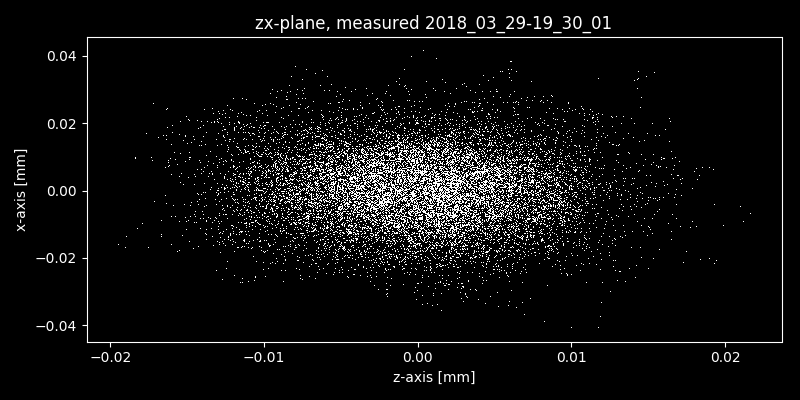 zx-plane, measured 2018_03_29-19_30_01
0.04
0.02
0.00
−0.02
−0.04
x-axis [mm]
−0.02 −0.01 0.00 0.01 0.02
z-axis [mm]